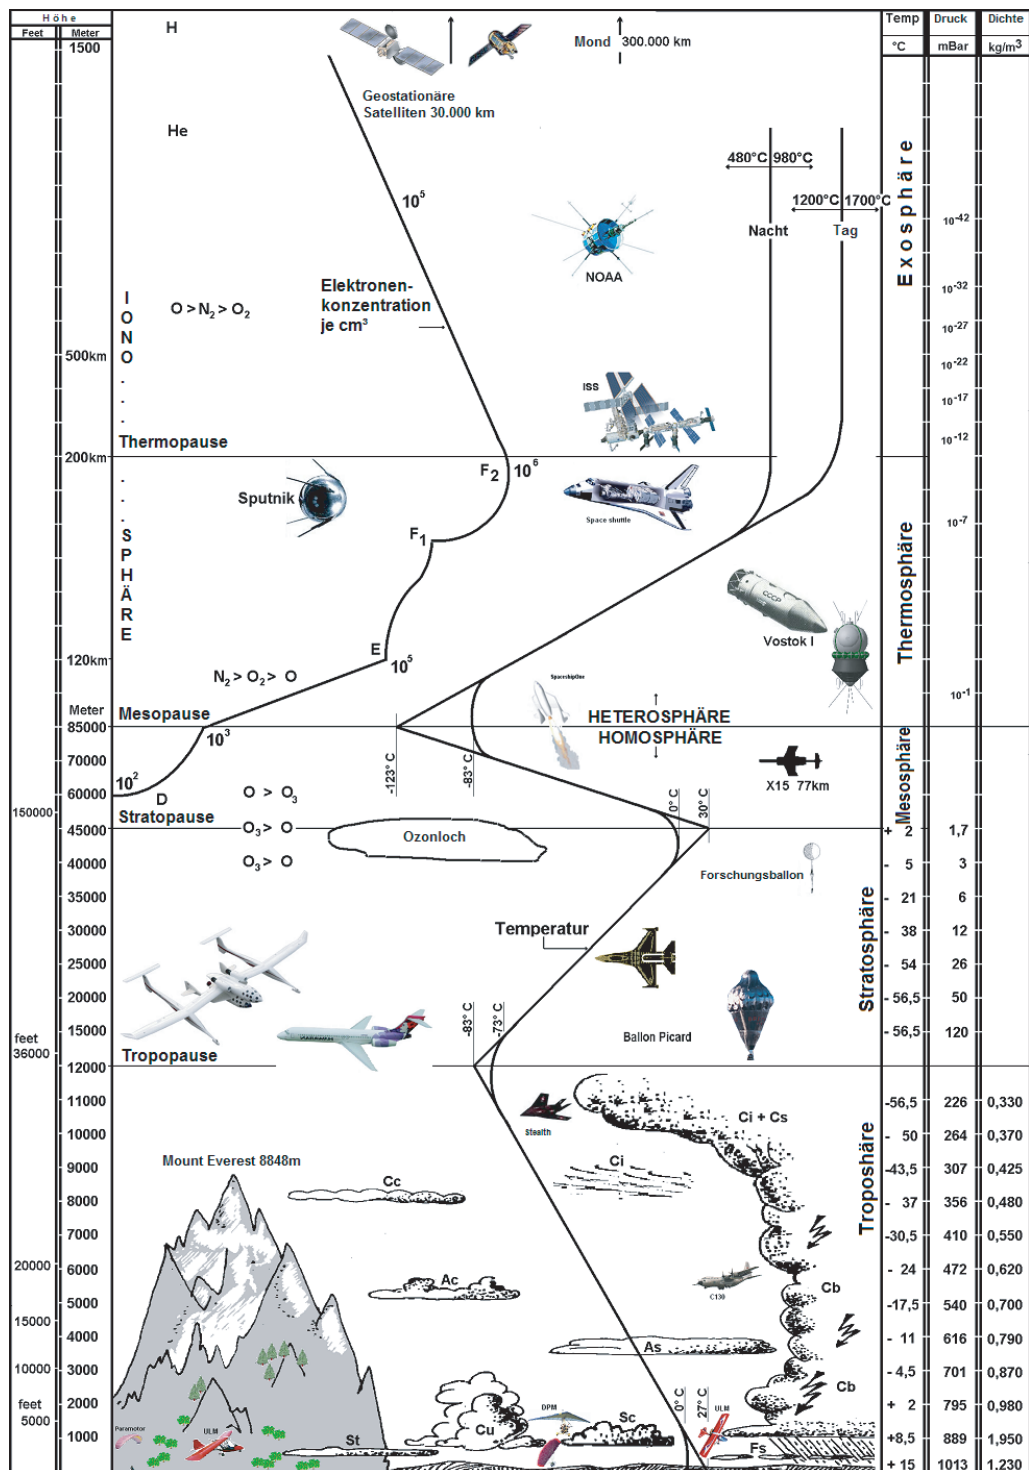 Höhe
Feet
Meter
Temp
Druck
Dichte
°C
mBar
kg/m³
1500
H
Mond 300.000 km
Geostationäre
Satelliten 30.000 km
He
480°C
980°C
1200°C
1700°C
10⁵
Nacht
Tag
10⁻⁴²
NOAA
Exosphäre
Elektronen-
konzentration
je cm³
10⁻³²
O > N₂ > O₂
10⁻²⁷
500km
10⁻²²
ISS
10⁻¹⁷
IONO...
10⁻¹²
Thermopause
200km
F₂
10⁶
Sputnik
Space shuttle
10⁻⁷
F₁
...SPHÄRE
Thermosphäre
CCCP
Vostok I
E
120km
10⁵
N₂ > O₂ > O
SpaceshipOne
10⁻¹
Meter
Mesopause
HETEROSPHÄRE
85000
HOMOSPHÄRE
10³
70000
-123° C
-83° C
X15 77km
10²
60000
D
O > O₃
0° C
30° C
Mesosphäre
150000
Stratopause
45000
O₃ > O
Ozonloch
+ 2
1,7
40000
O₃ > O
Forschungsballon
- 5
3
35000
- 21
6
30000
Temperatur
- 38
12
25000
- 54
26
Stratosphäre
20000
- 56,5
50
-83° C
-73° C
15000
Ballon Picard
- 56,5
120
feet
36000
Tropopause
12000
11000
Ci + Cs
-56,5
226
0,330
Stealth
10000
- 50
264
0,370
Mount Everest 8848m
9000
Ci
-43,5
307
0,425
Cc
8000
- 37
356
0,480
Troposhäre
7000
-30,5
410
0,550
20000
6000
Ac
C130
Cb
- 24
472
0,620
5000
-17,5
540
0,700
15000
4000
As
- 11
616
0,790
10000
3000
- 4,5
701
0,870
0° C
27° C
Cb
feet
2000
DPM
ULM
+ 2
795
0,980
5000
Sc
Paramotor
ULM
Cu
1000
St
Fs
+8,5
889
1,950
+ 15
1013
1.230